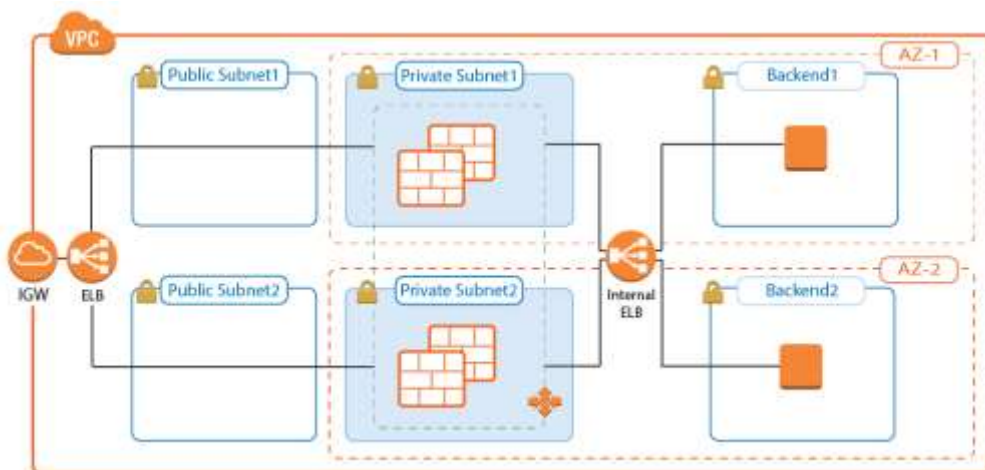 VPC
AZ-1
Public Subnet1
Private Subnet1
Backend1
IGW
ELB
Internal
ELB
AZ-2
Public Subnet2
Private Subnet2
Backend2